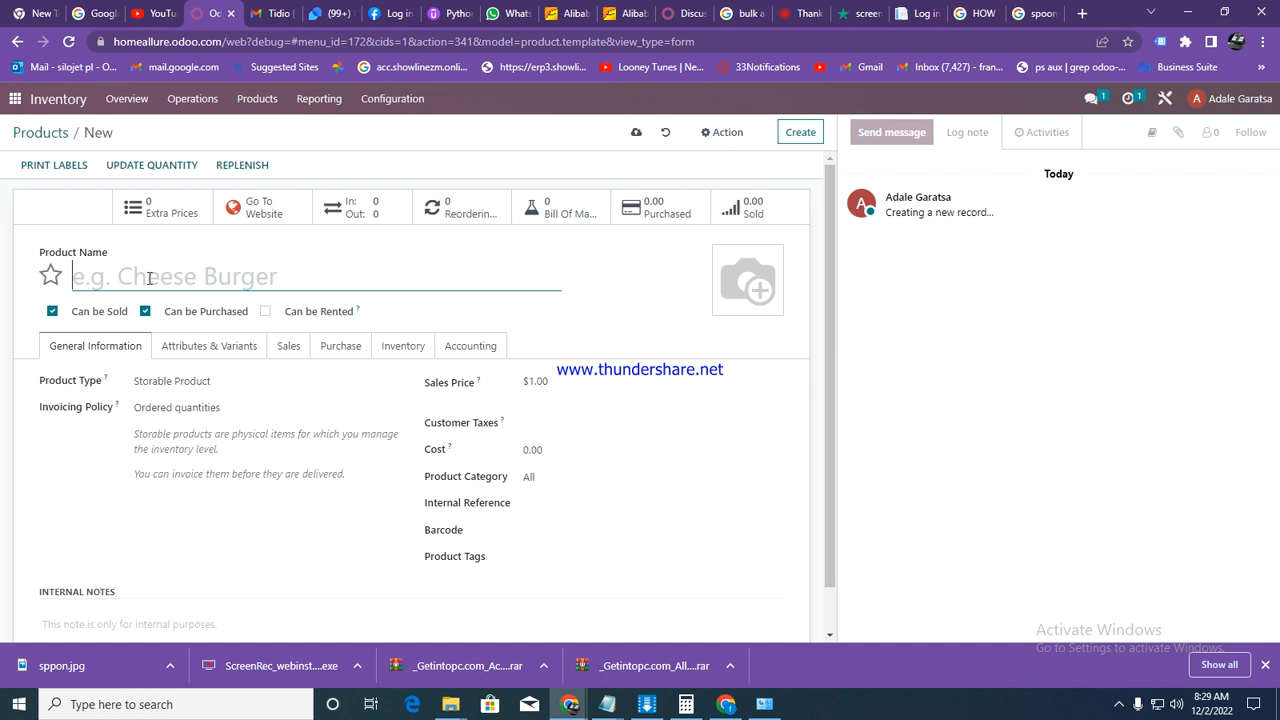 New T
Googl
YouTu
Oc
Tidio
(99+)
Log in
Python
Whats
Alibab
Alibab
Discus
bulk a
Thank
screen
Log in
HOW
spoon
homeallure.odoo.com/web?debug=#menu_id=172&cids=1&action=341&model=product.template&view_type=form
Mail - silojet pl - O...
mail.google.com
Suggested Sites
acc.showlinezm.onli...
https://erp3.showli...
Looney Tunes | Ne...
33Notifications
Gmail
Inbox (7,427) - fran...
ps aux | grep odoo-...
Business Suite
»
Inventory
Overview
Operations
Products
Reporting
Configuration
1
1
A
Adale Garatsa
Products / New
Action
Create
Send message
Log note
Activities
0
Follow
PRINT LABELS
UPDATE QUANTITY
REPLENISH
0
Extra Prices
Go To
Website
In: 0
Out: 0
0
Reordering...
0
Bill Of Ma...
0.00
Purchased
0.00
Sold
Today
A
Adale Garatsa
Creating a new record...
Product Name
e.g. Cheese Burger
Can be Sold
Can be Purchased
Can be Rented ?
General Information
Attributes & Variants
Sales
Purchase
Inventory
Accounting
www.thundershare.net
Product Type ?
Storable Product
Invoicing Policy ?
Ordered quantities
Storable products are physical items for which you manage
the inventory level.
You can invoice them before they are delivered.
Sales Price ?
$1.00
Customer Taxes ?
Cost ?
0.00
Product Category
All
Internal Reference
Barcode
Product Tags
INTERNAL NOTES
This note is only for internal purposes.
Activate Windows
Go to Settings to activate Windows.
sppon.jpg
ScreenRec_webinst....exe
_Getintopc.com_Ac....rar
_Getintopc.com_All....rar
Show all
Type here to search
8:29 AM
12/2/2022